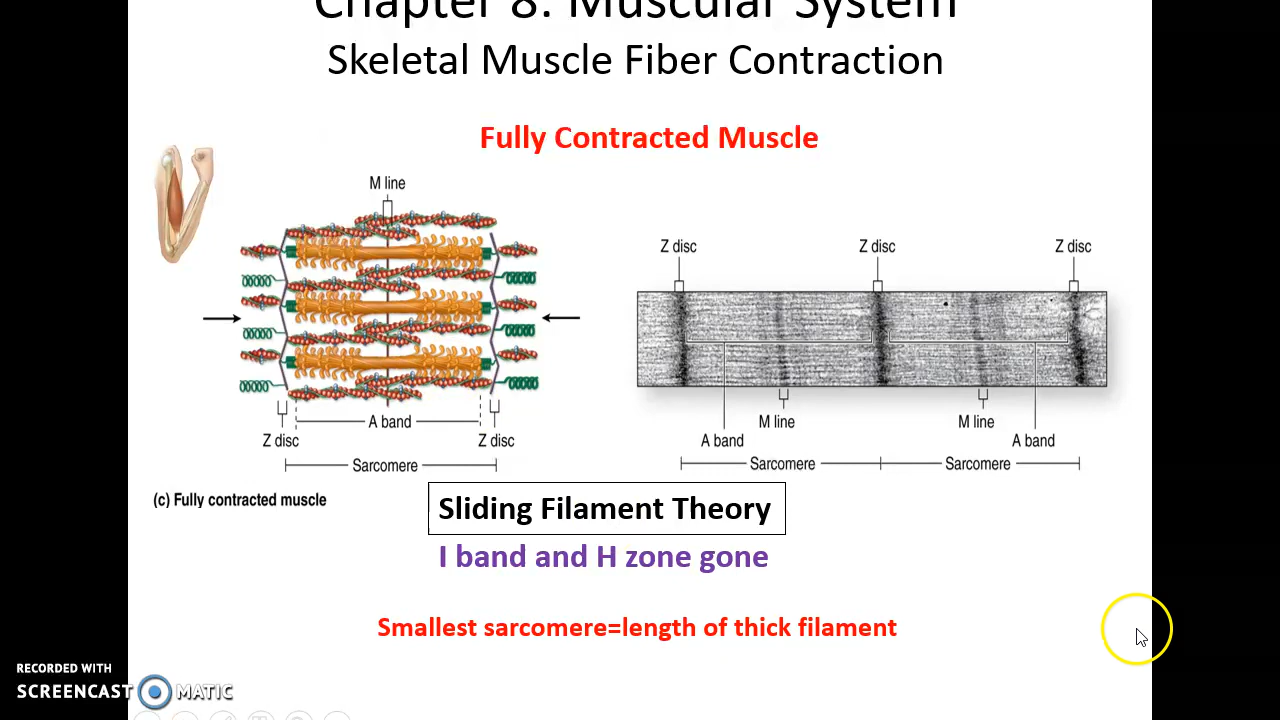 Chapter 8: Muscular System
Skeletal Muscle Fiber Contraction
Fully Contracted Muscle
M line
Z disc Z disc Z disc
A band
Z disc Z disc
Sarcomere
M line M line
A band A band
Sarcomere Sarcomere
(c) Fully contracted muscle
Sliding Filament Theory
I band and H zone gone
Smallest sarcomere=length of thick filament
RECORDED WITH
SCREENCAST MATIC